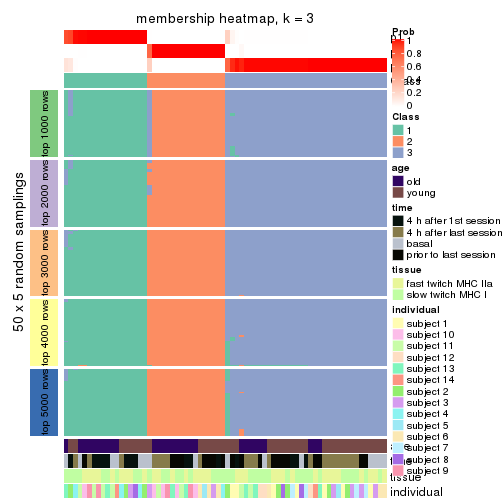 membership heatmap, k = 3
50 x 5 random samplings
top 1000 rows
top 2000 rows
top 3000 rows
top 4000 rows
top 5000 rows
Prob
1
0.8
0.6
0.4
0.2
0
Class
1
2
3
age
old
young
time
4 h after 1st session
4 h after last session
basal
prior to last session
tissue
fast twitch MHC IIa
slow twitch MHC I
individual
subject 1
subject 10
subject 11
subject 12
subject 13
subject 14
subject 2
subject 3
subject 4
subject 5
subject 6
subject 7
subject 8
subject 9
tissue
individual